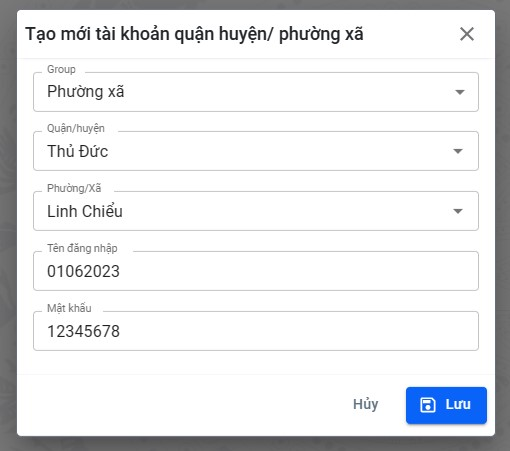 Tạo mới tài khoản quận huyện/ phường xã
Group
Phường xã
Quận/huyện
Thủ Đức
Phường/Xã
Linh Chiểu
Tên đăng nhập
01062023
Mật khẩu
12345678
Hủy
Lưu